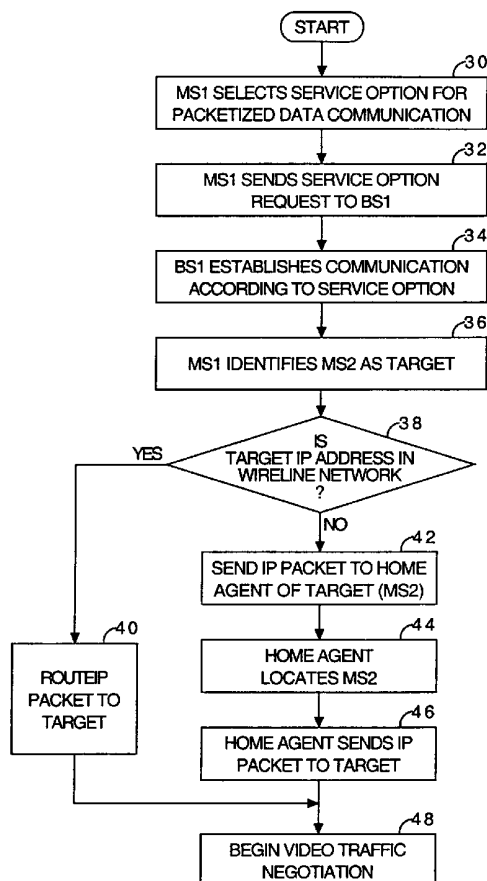 START
30
MS1 SELECTS SERVICE OPTION FOR
PACKETIZED DATA COMMUNICATION
32
MS1 SENDS SERVICE OPTION
REQUEST TO BS1
34
BS1 ESTABLISHES COMMUNICATION
ACCORDING TO SERVICE OPTION
36
MS1 IDENTIFIES MS2 AS TARGET
38
IS
TARGET IP ADDRESS IN
WIRELINE NETWORK
?
YES
NO
42
SEND IP PACKET TO HOME
AGENT OF TARGET (MS2)
44
HOME AGENT
LOCATES MS2
40
ROUTEIP
PACKET TO
TARGET
46
HOME AGENT SENDS IP
PACKET TO TARGET
48
BEGIN VIDEO TRAFFIC
NEGOTIATION